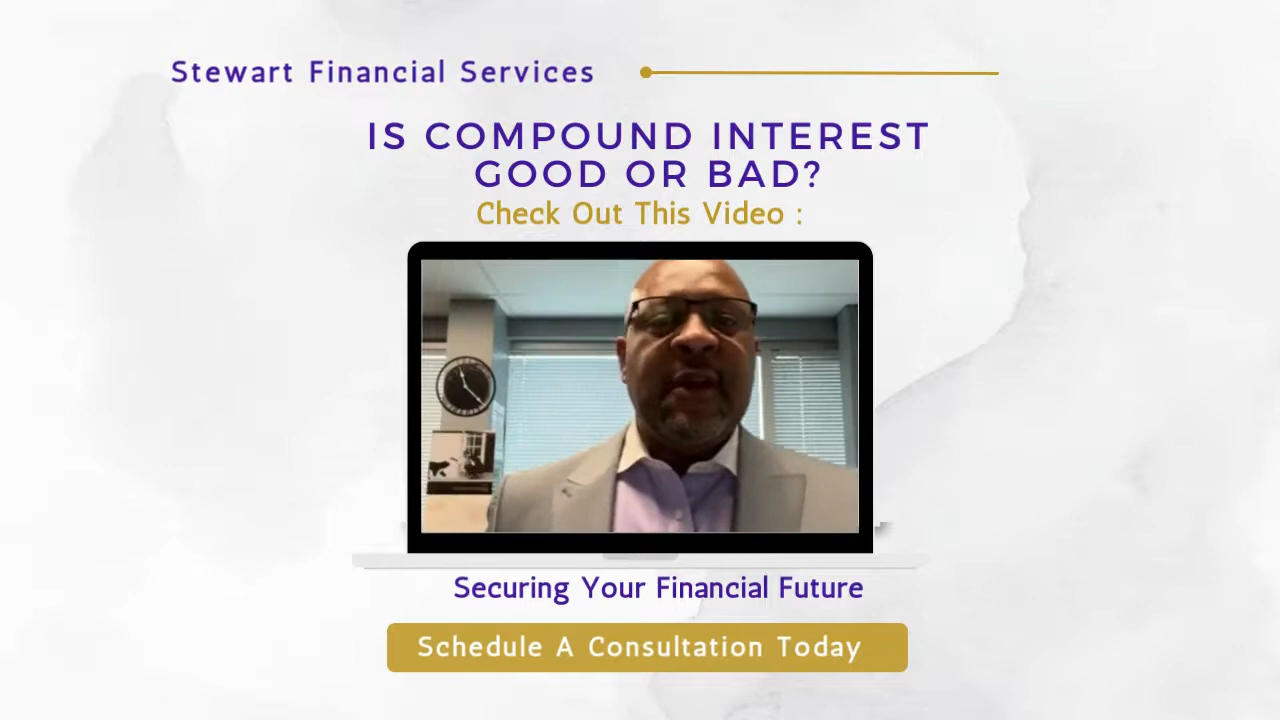 Stewart Financial Services
IS COMPOUND INTEREST
GOOD OR BAD?
Check Out This Video :
Securing Your Financial Future
Schedule A Consultation Today